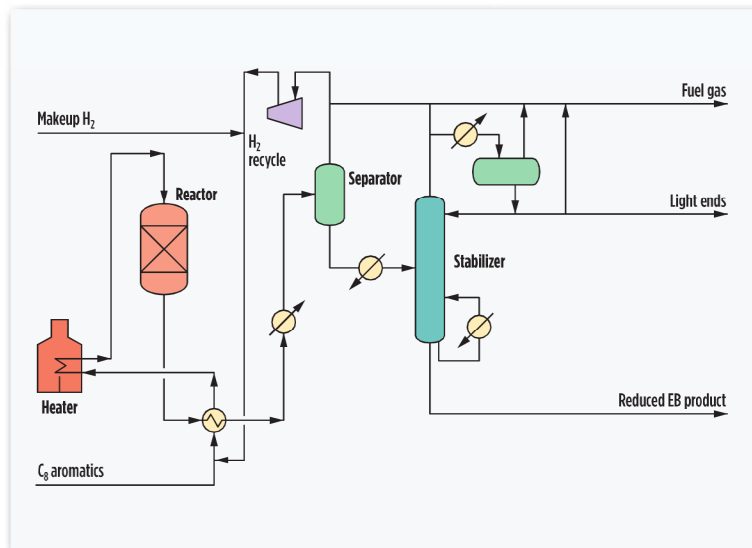 Fuel gas
Makeup H₂
H₂
recycle
Separator
Reactor
Light ends
Stabilizer
Heater
Reduced EB product
C₈ aromatics